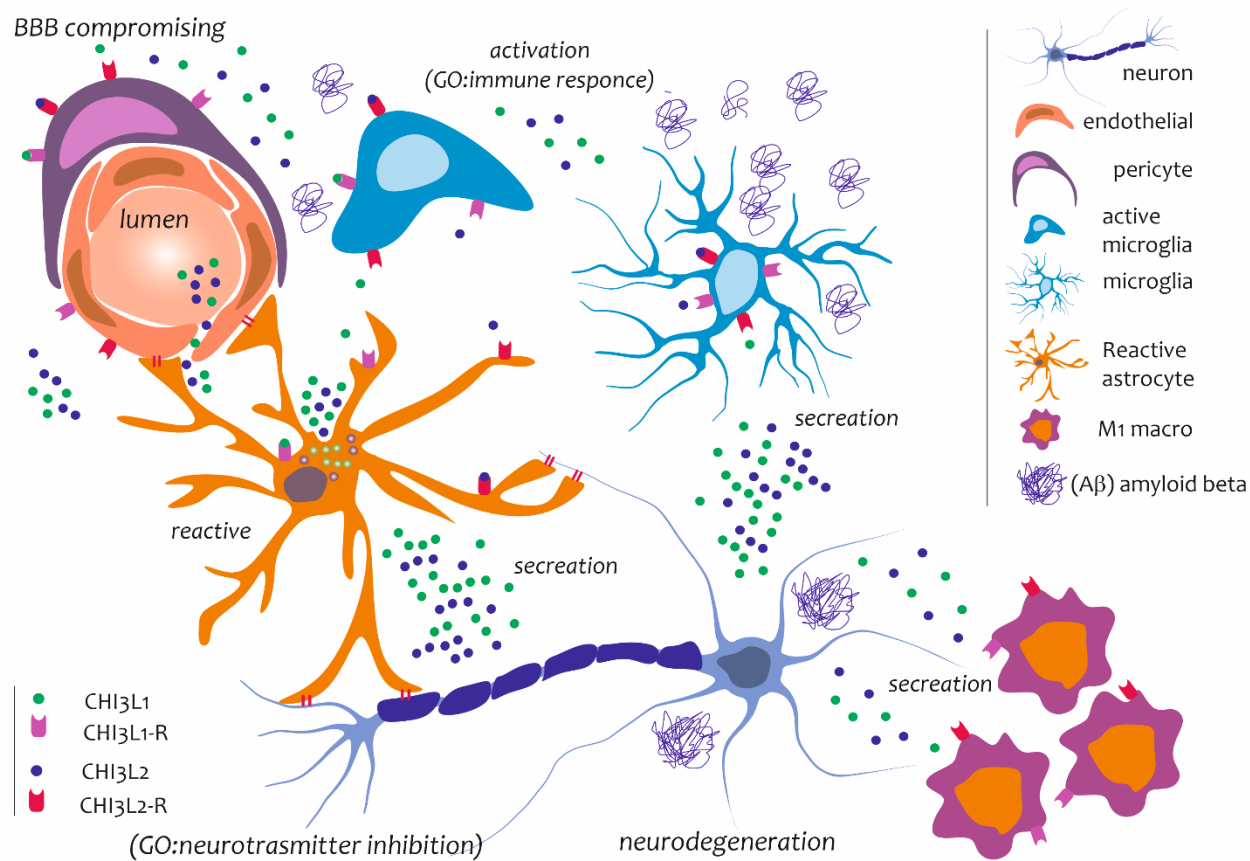 BBB compromising
activation
(GO:immune responce)
lumen
reactive
secreation
secreation
secreation
neurodegeneration
(GO:neurotrasmitter inhibition)
CHI3L1
CHI3L1-R
CHI3L2
CHI3L2-R
neuron
endothelial
pericyte
active
microglia
microglia
Reactive
astrocyte
M1 macro
(Aβ) amyloid beta